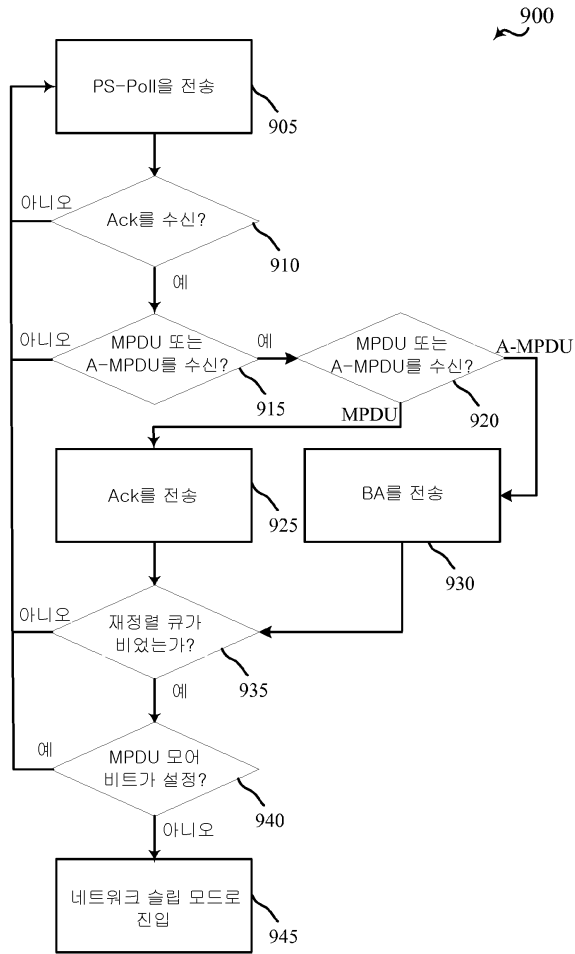 900
PS-Poll을 전송
905
아니오
Ack를 수신?
910
예
아니오
MPDU 또는
A-MPDU를 수신?
915
예
MPDU 또는
A-MPDU를 수신?
920
A-MPDU
MPDU
Ack를 전송
925
BA를 전송
930
아니오
재정렬 큐가
비었는가?
935
예
예
MPDU 모어
비트가 설정?
940
아니오
네트워크 슬립 모드로
진입
945